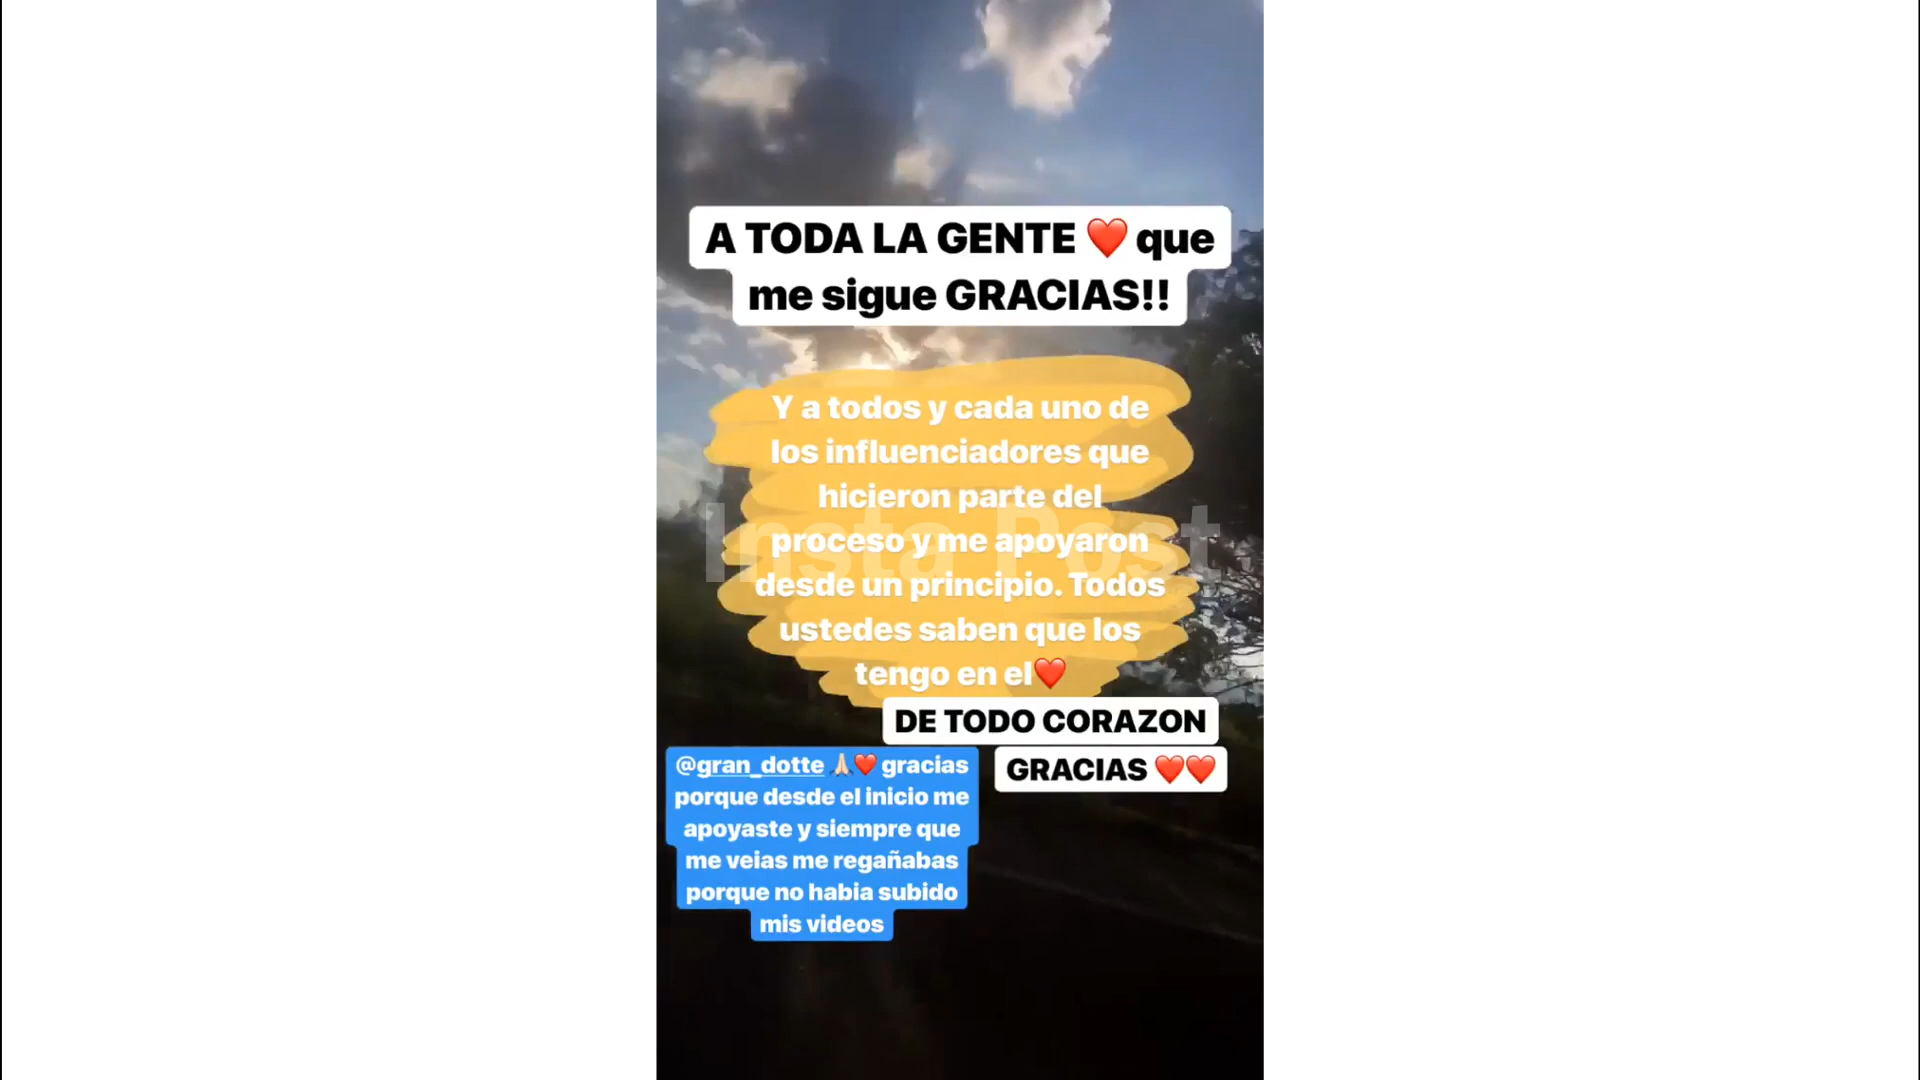 A TODA LA GENTE ❤️ que
me sigue GRACIAS!!
Y a todos y cada uno de
los influenciadores que
hicieron parte del
proceso y me apoyaron
desde un principio. Todos
ustedes saben que los
tengo en el❤️
DE TODO CORAZON
GRACIAS ❤️❤️
@gran_dotte 🙏🏻❤️ gracias
porque desde el inicio me
apoyaste y siempre que
me veias me regañabas
porque no habia subido
mis videos
Insta Post